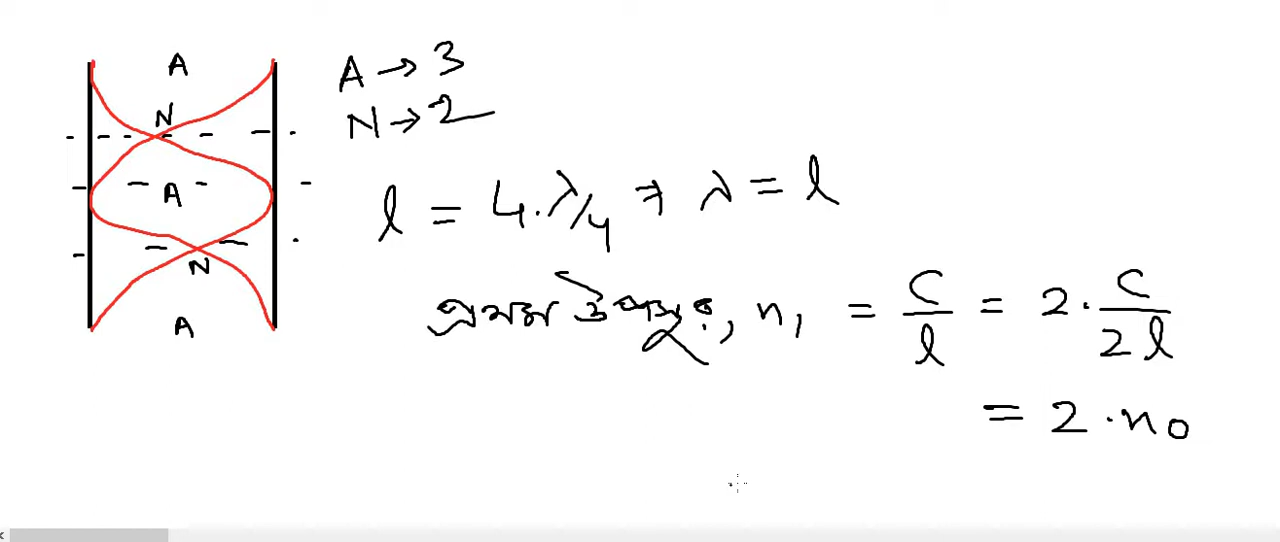 A
N
A
N
A
A → 3
N → 2
l = 4.λ/4 ⇒ λ = l
প্রথম উপসুর, n₁ = C/l = 2 · C/2l
= 2 · n₀